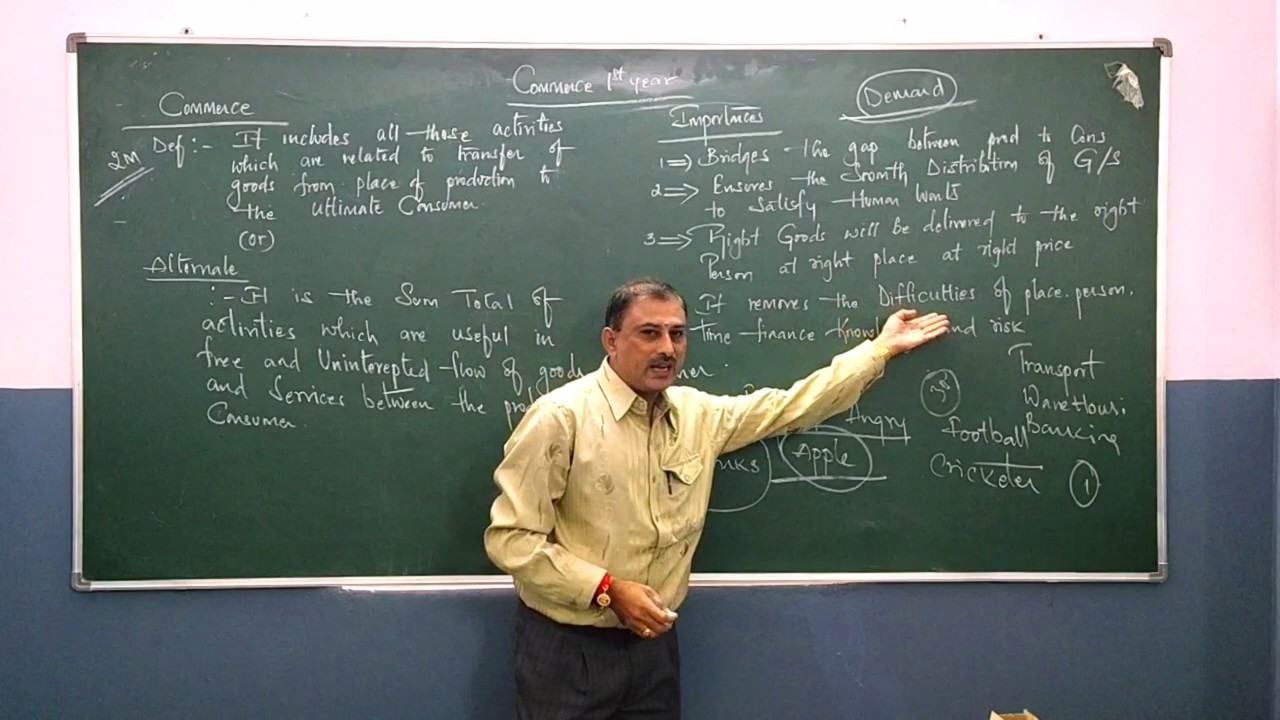 Commerce 1st year
Demand
Commerce
2M
Def :- It includes all those activities
which are related to transfer of
goods from place of production to
the ultimate Consumer.
(or)
Alternate
:- It is the Sum Total of
activities which are useful in
free and Uninterepted flow of goods
and Services between the
Consumer.
Importances
1⇒) Bridges the gap between prod to Cons
2⇒ Ensures the Smooth Distribution of G/s
to Satisfy Human Wants
3⇒ Right Goods will be delivered to the right
Person at right place at right price
It removes the Difficulties of place. person.
Time finance and risk
Transport
WareHousi
Banking
Angry
Apple
Football
Cricketer
1